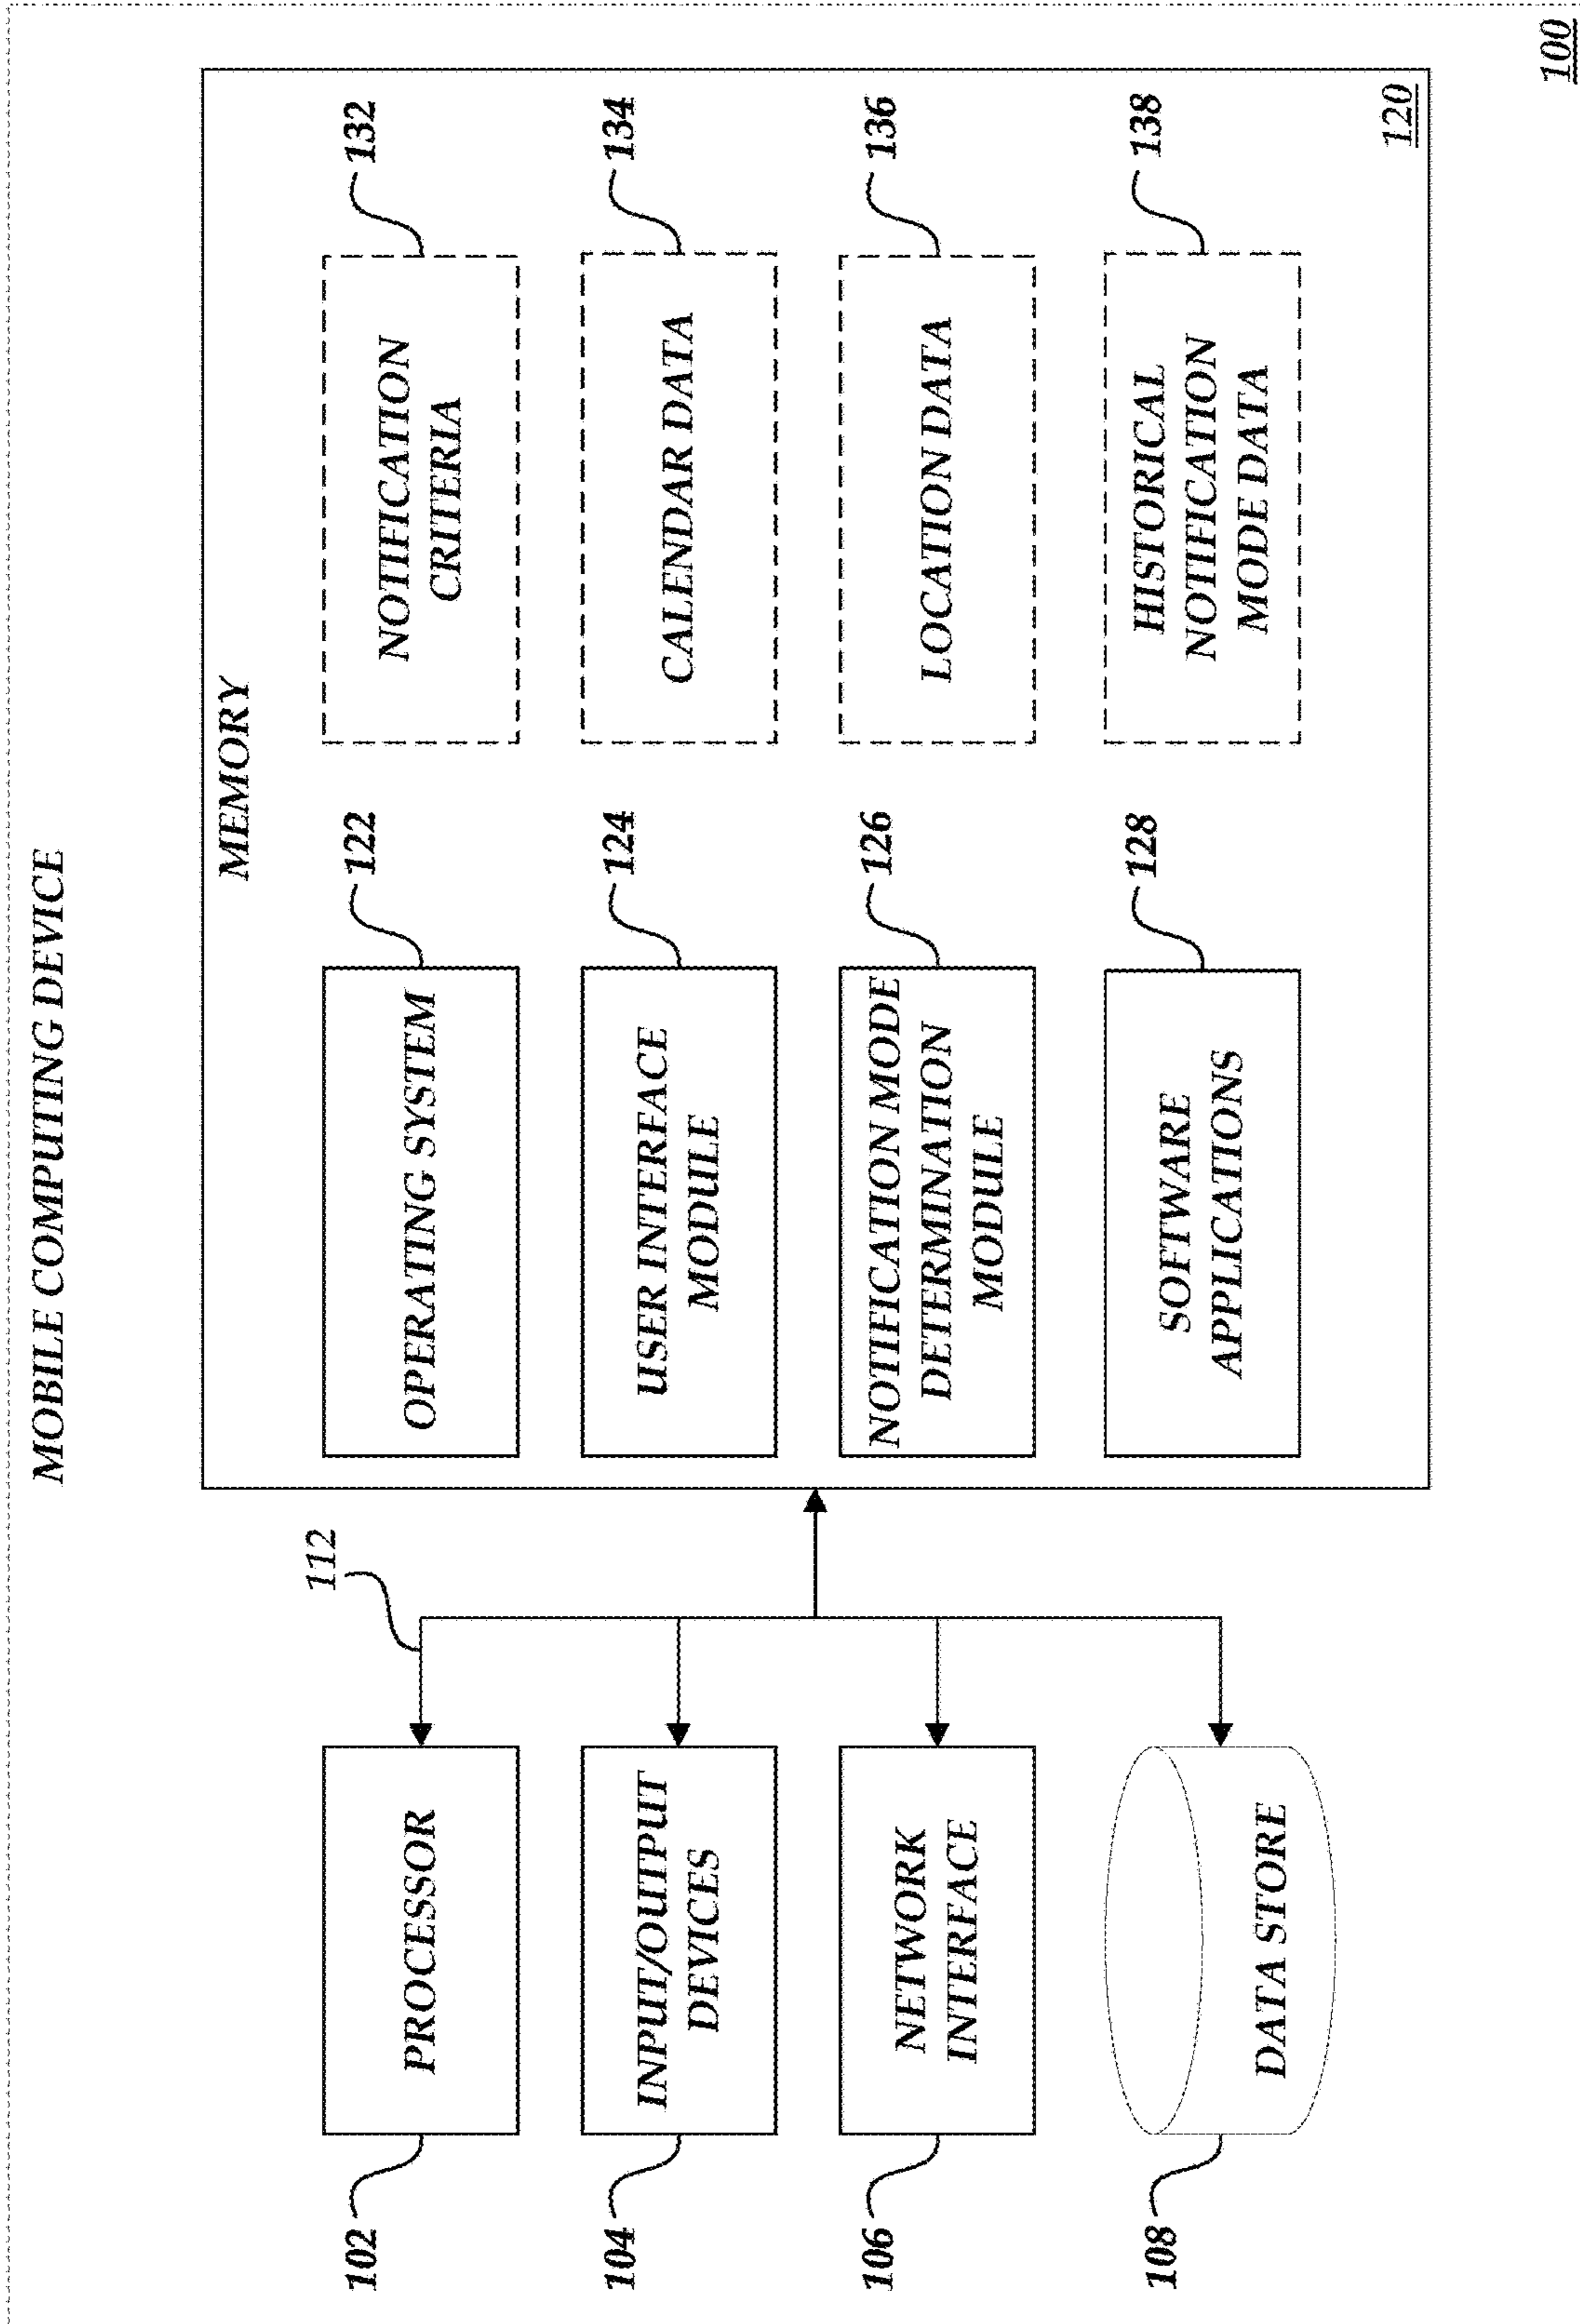 MOBILE COMPUTING DEVICE
MEMORY
112
102
PROCESSOR
OPERATING SYSTEM
122
NOTIFICATION
CRITERIA
132
104
INPUT/OUTPUT
DEVICES
USER INTERFACE
MODULE
124
CALENDAR DATA
134
106
NETWORK
INTERFACE
NOTIFICATION MODE
DETERMINATION
MODULE
126
LOCATION DATA
136
108
DATA STORE
SOFTWARE
APPLICATIONS
128
HISTORICAL
NOTIFICATION
MODE DATA
138
120
100